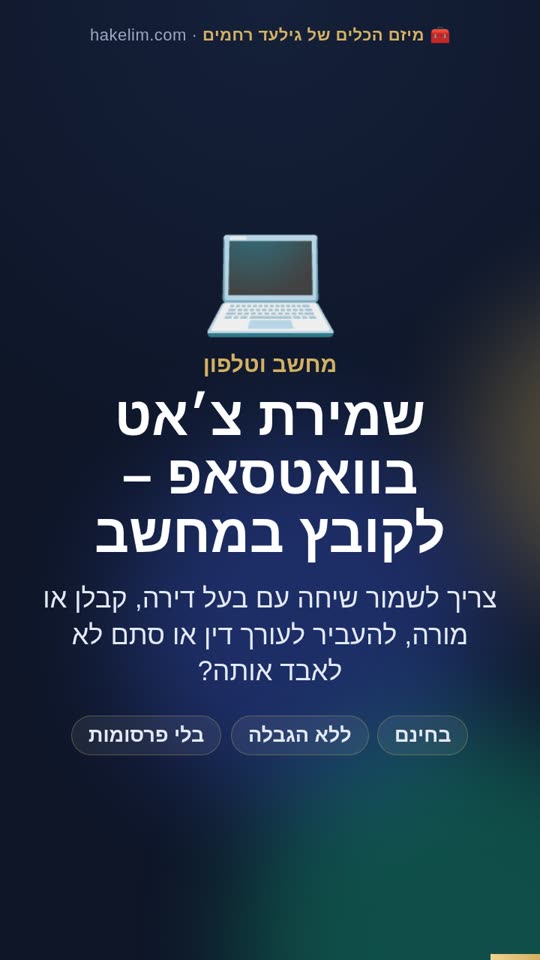 🧰 מיזם הכלים של גילעד רחמים · hakelim.com
מחשב וטלפון
שמירת צ׳אט
בוואטסאפ –
לקובץ במחשב
צריך לשמור שיחה עם בעל דירה, קבלן או
מורה, להעביר לעורך דין או סתם לא
לאבד אותה?
בחינם
ללא הגבלה
בלי פרסומות